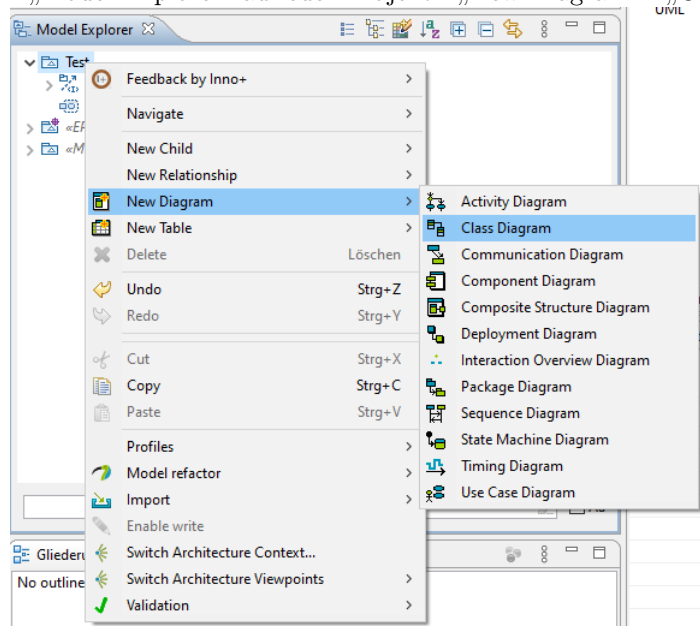 UML
Model Explorer
Test
Feedback by Inno+
Navigate
New Child
New Relationship
New Diagram
New Table
Delete Löschen
Undo Strg+Z
Redo Strg+Y
Cut Strg+X
Copy Strg+C
Paste Strg+V
Profiles
Model refactor
Import
Enable write
Switch Architecture Context...
Switch Architecture Viewpoints
Validation
Activity Diagram
Class Diagram
Communication Diagram
Component Diagram
Composite Structure Diagram
Deployment Diagram
Interaction Overview Diagram
Package Diagram
Sequence Diagram
State Machine Diagram
Timing Diagram
Use Case Diagram
No outline